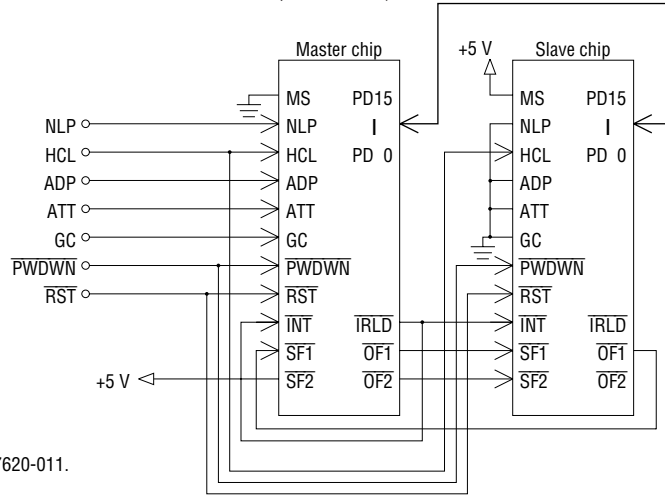 Master chip
+5 V
Slave chip
MS PD15
NLP I
HCL PD 0
ADP
ATT
GC
PWDWN
RST
INT IRLD
SF1 OF1
SF2 OF2
MS PD15
NLP I
HCL PD 0
ADP
ATT
GC
PWDWN
RST
INT IRLD
SF1 OF1
SF2 OF2
NLP
HCL
ADP
ATT
GC
PWDWN
RST
+5 V
7620-011.